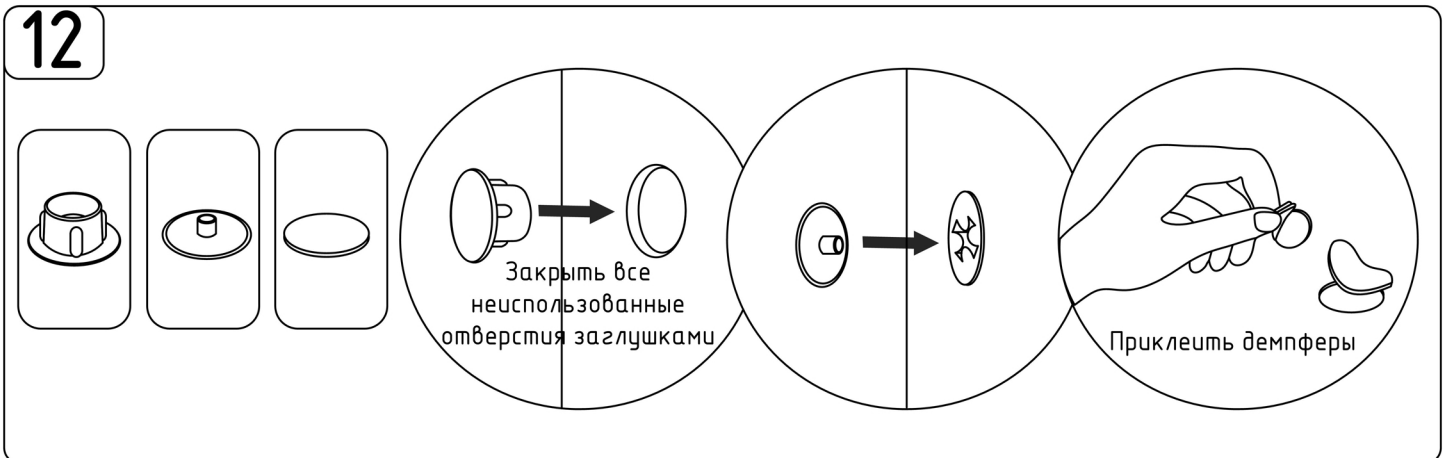 12
Закрыть все
неиспользованные
отверстия заглушками
Приклеить демпферы